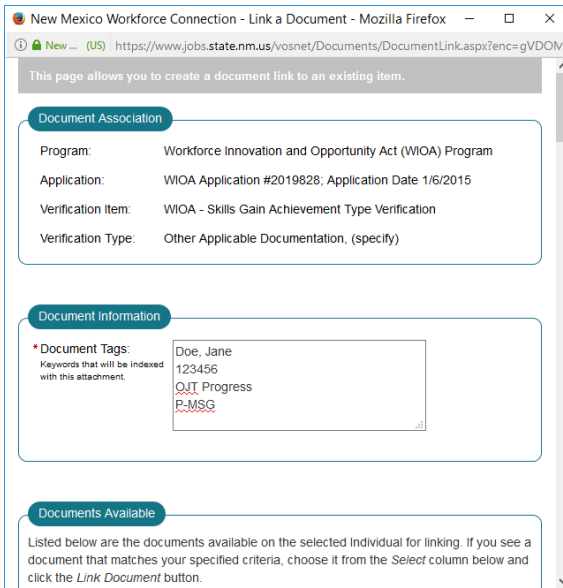 New Mexico Workforce Connection - Link a Document - Mozilla Firefox
New ... (US) https://www.jobs.state.nm.us/vosnet/Documents/DocumentLink.aspx?enc=gVDOM
This page allows you to create a document link to an existing item.
Document Association
Program: Workforce Innovation and Opportunity Act (WIOA) Program
Application: WIOA Application #2019828; Application Date 1/6/2015
Verification Item: WIOA - Skills Gain Achievement Type Verification
Verification Type: Other Applicable Documentation, (specify)
Document Information
* Document Tags:
Keywords that will be indexed
with this attachment.
Doe, Jane
123456
OJT Progress
P-MSG
Documents Available
Listed below are the documents available on the selected Individual for linking. If you see a
document that matches your specified criteria, choose it from the Select column below and
click the Link Document button.